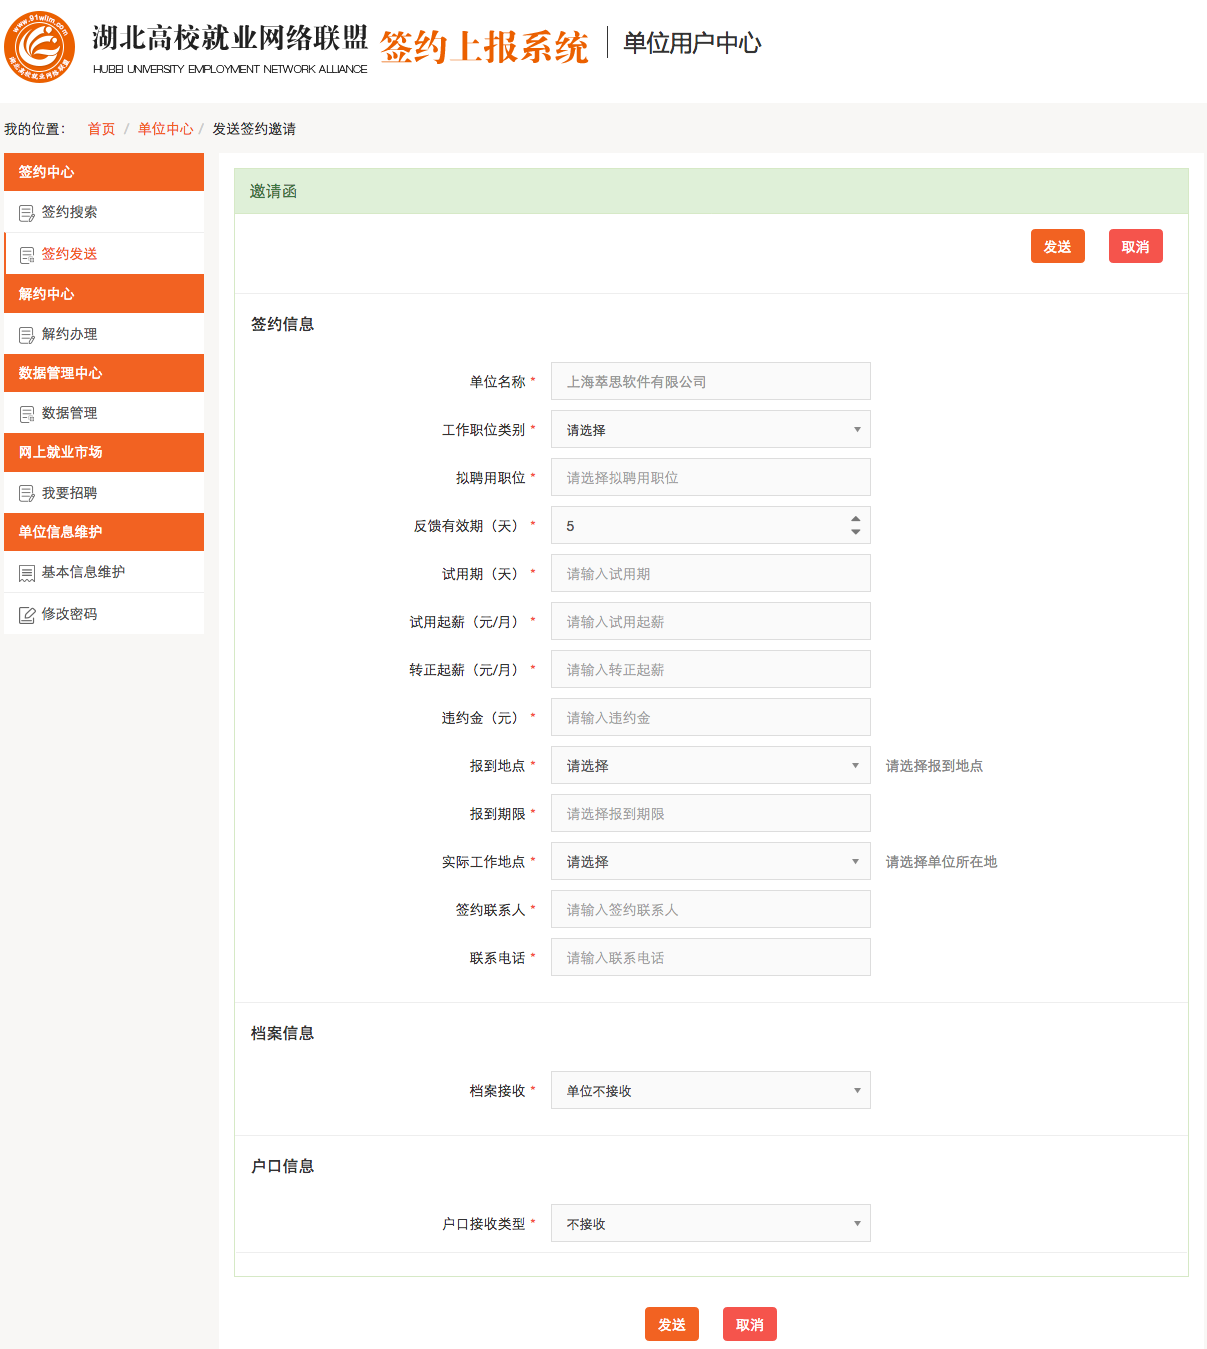 www.91wllm.com
湖北高校就业网络联盟
湖北高校就业网络联盟
HUBEI UNIVERSITY EMPLOYMENT NETWORK ALLIANCE
签约上报系统
单位用户中心
我的位置： 首页 / 单位中心 / 发送签约邀请
签约中心
签约搜索
签约发送
解约中心
解约办理
数据管理中心
数据管理
网上就业市场
我要招聘
单位信息维护
基本信息维护
修改密码
邀请函
发送 取消
签约信息
单位名称 * 上海萃思软件有限公司
工作职位类别 * 请选择
拟聘用职位 * 请选择拟聘用职位
反馈有效期（天） * 5
试用期（天） * 请输入试用期
试用起薪（元/月） * 请输入试用起薪
转正起薪（元/月） * 请输入转正起薪
违约金（元） * 请输入违约金
报到地点 * 请选择 请选择报到地点
报到期限 * 请选择报到期限
实际工作地点 * 请选择 请选择单位所在地
签约联系人 * 请输入签约联系人
联系电话 * 请输入联系电话
档案信息
档案接收 * 单位不接收
户口信息
户口接收类型 * 不接收
发送 取消